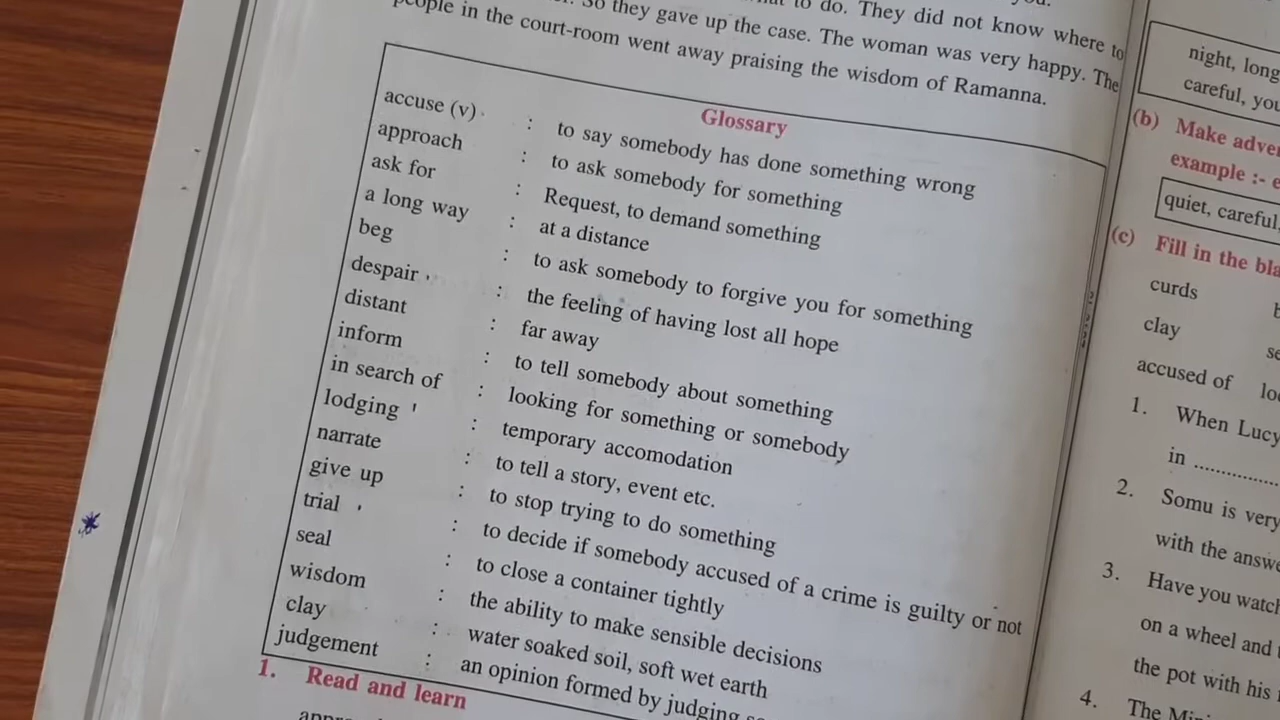 you.
to do. They did not know where to
So they gave up the case. The woman was very happy. The
people in the court-room went away praising the wisdom of Ramanna.
Glossary
accuse (v) : to say somebody has done something wrong
approach : to ask somebody for something
ask for : Request, to demand something
a long way : at a distance
beg : to ask somebody to forgive you for something
despair : the feeling of having lost all hope
distant : far away
inform : to tell somebody about something
in search of : looking for something or somebody
lodging : temporary accomodation
narrate : to tell a story, event etc.
give up : to stop trying to do something
trial : to decide if somebody accused of a crime is guilty or not
seal : to close a container tightly
wisdom : the ability to make sensible decisions
clay : water soaked soil, soft wet earth
judgement : an opinion formed by judging
1. Read and learn
night, long
careful, you
(b) Make adver
example :- e
quiet, careful,
(c) Fill in the bla
curds
clay
accused of
1. When Lucy
in ..............
2. Somu is very
with the answe
3. Have you watch
on a wheel and
the pot with his
4. The